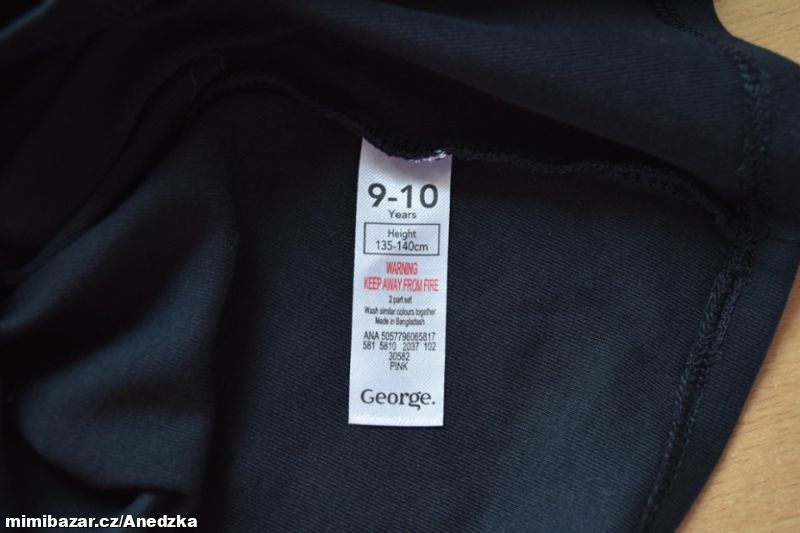 9-10
Years
Height
135-140cm
WARNING
KEEP AWAY FROM FIRE
2 part set
Wash similar colours together
Made in Bangladash
ANA 5057796065817
581 5810 2037 102
30582
PINK
George.
mimibazar.cz/Anedzka